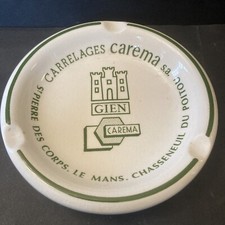 CARRELAGES carema s.a.
GIEN
CAREMA
ST PIERRE DES CORPS. LE MANS. CHASSENEUIL DU POITOU